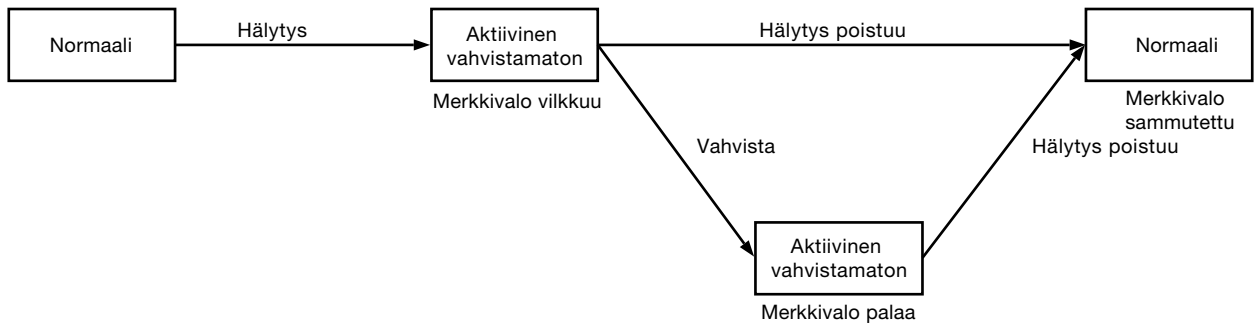 Normaali
Hälytys
Aktiivinen
vahvistamaton
Merkkivalo vilkkuu
Hälytys poistuu
Normaali
Merkkivalo
sammutettu
Vahvista
Hälytys poistuu
Aktiivinen
vahvistamaton
Merkkivalo palaa